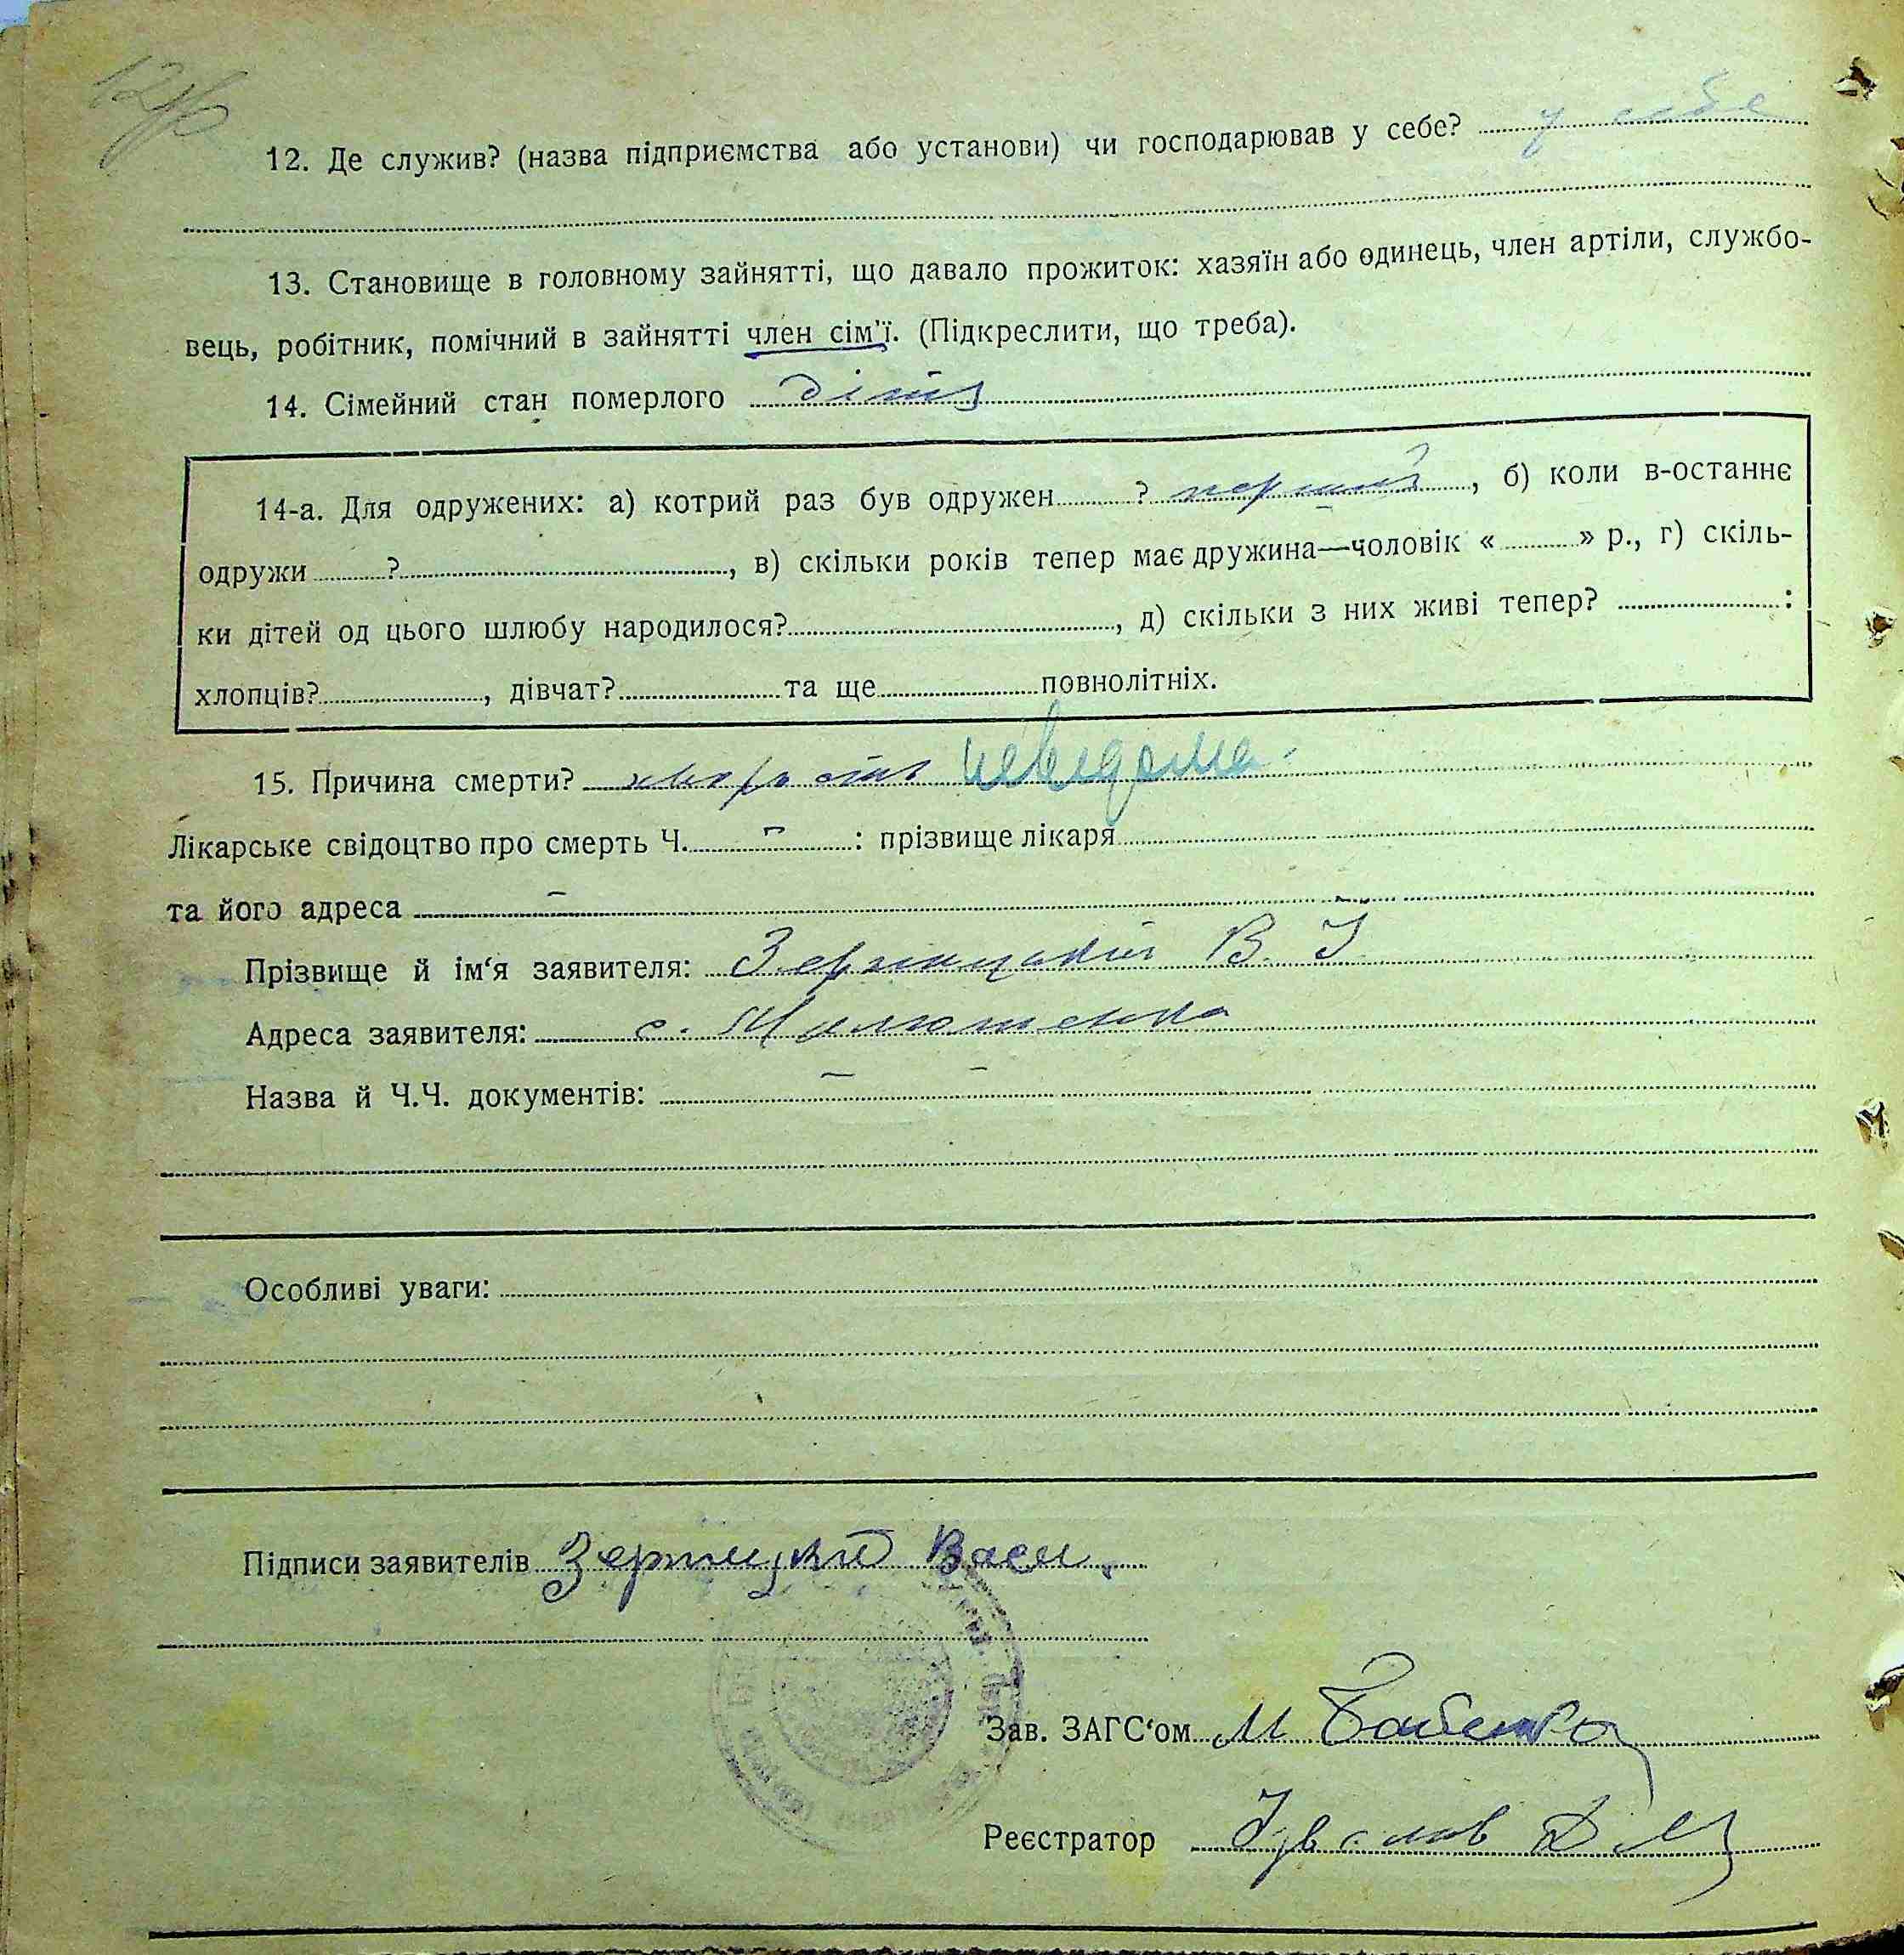 12. Де служив? (назва підприємства або установи) чи господарював у себе? у себе
13. Становище в головному зайнятті, що давало прожиток: хазяїн або одинець, член артіли, службо-
вець, робітник, помічний в зайнятті член сім'ї. (Підкреслити, що треба).
14. Сімейний стан померлого дітя
14-а. Для одружених: а) котрий раз був одружен ? перший, б) коли в-останнє
одружи ? , в) скільки років тепер має дружина—чоловік « » р., г) скіль-
ки дітей од цього шлюбу народилося? , д) скільки з них живі тепер? :
хлопців? , дівчат? та ще повнолітніх.
15. Причина смерти? невідома
Лікарське свідоцтво про смерть Ч. – : прізвище лікаря
та його адреса –
Прізвище й ім'я заявителя: В. І
Адреса заявителя: с.
Назва й Ч.Ч. документів: – –
Особливі уваги:
Підписи заявителів Васи.
Зав. ЗАГС'ом М Бабенко
Реєстратор